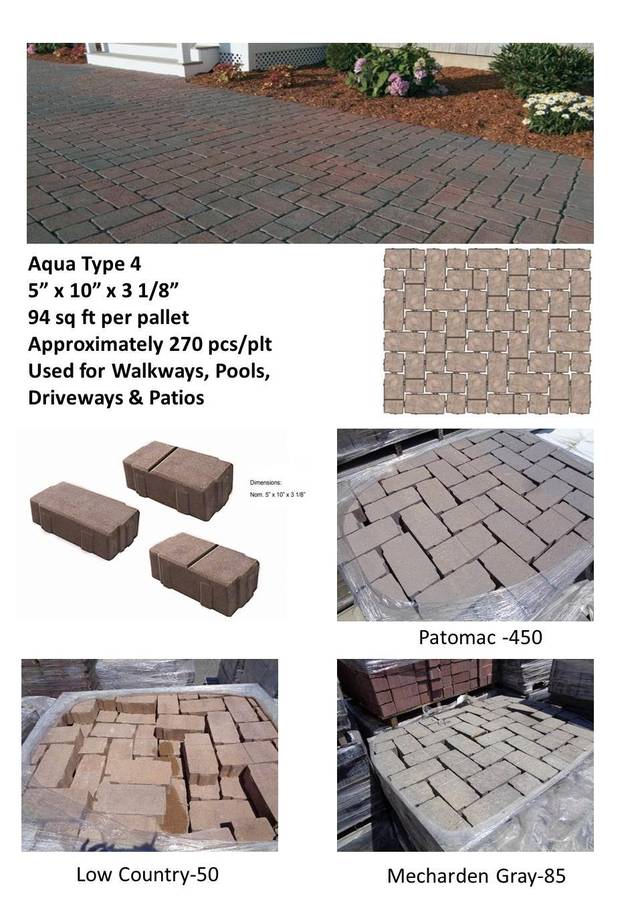 Aqua Type 4
5” x 10” x 3 1/8”
94 sq ft per pallet
Approximately 270 pcs/plt
Used for Walkways, Pools,
Driveways & Patios
Dimensions:
Nom. 5" x 10" x 3 1/8"
Patomac -450
Low Country-50
Mecharden Gray-85